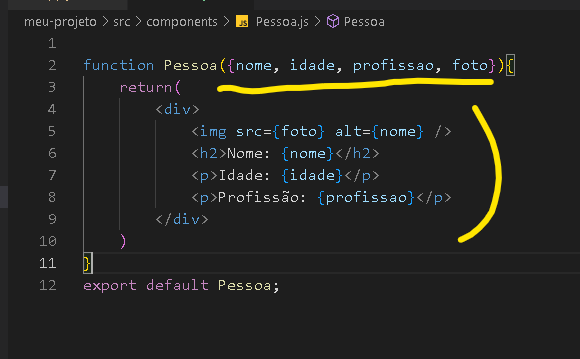 meu-projeto > src > components > JS Pessoa.js > Pessoa
1
2 function Pessoa({nome, idade, profissao, foto}){
3 return(
4 <div>
5 <img src={foto} alt={nome} />
6 <h2>Nome: {nome}</h2>
7 <p>Idade: {idade}</p>
8 <p>Profissão: {profissao}</p>
9 </div>
10 )
11 }
12 export default Pessoa;